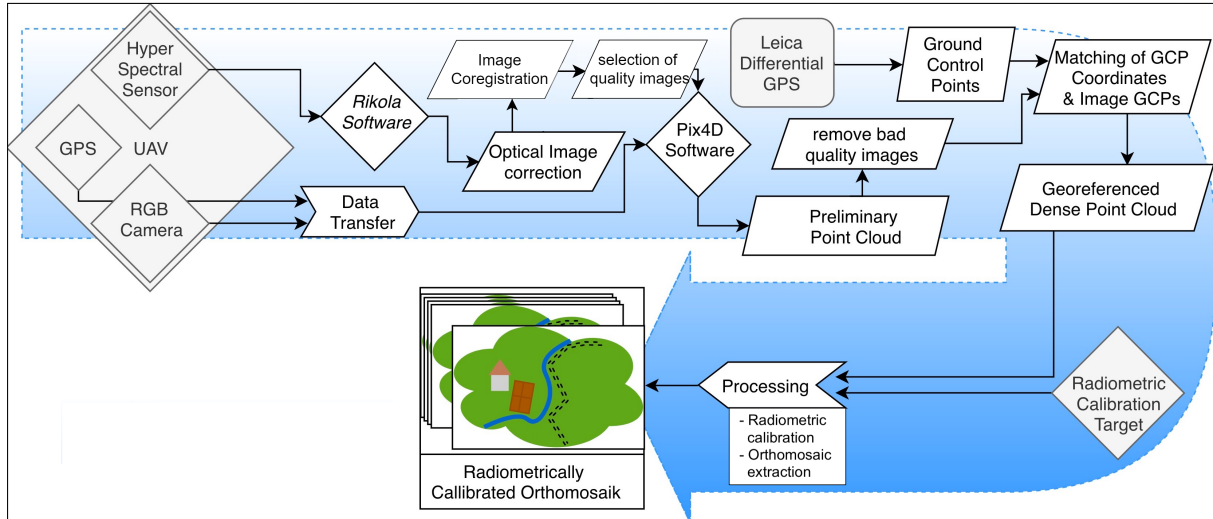 Hyper
Spectral
Sensor
GPS
UAV
RGB
Camera
Rikola
Software
Data
Transfer
Image
Coregistration
selection of
quality images
Optical Image
correction
Pix4D
Software
Leica
Differential
GPS
Ground
Control
Points
Matching of GCP
Coordinates
& Image GCPs
remove bad
quality images
Preliminary
Point Cloud
Georeferenced
Dense Point Cloud
Radiometric
Calibration
Target
Processing
- Radiometric
calibration
- Orthomosaic
extraction
Radiometrically
Callibrated Orthomosaik